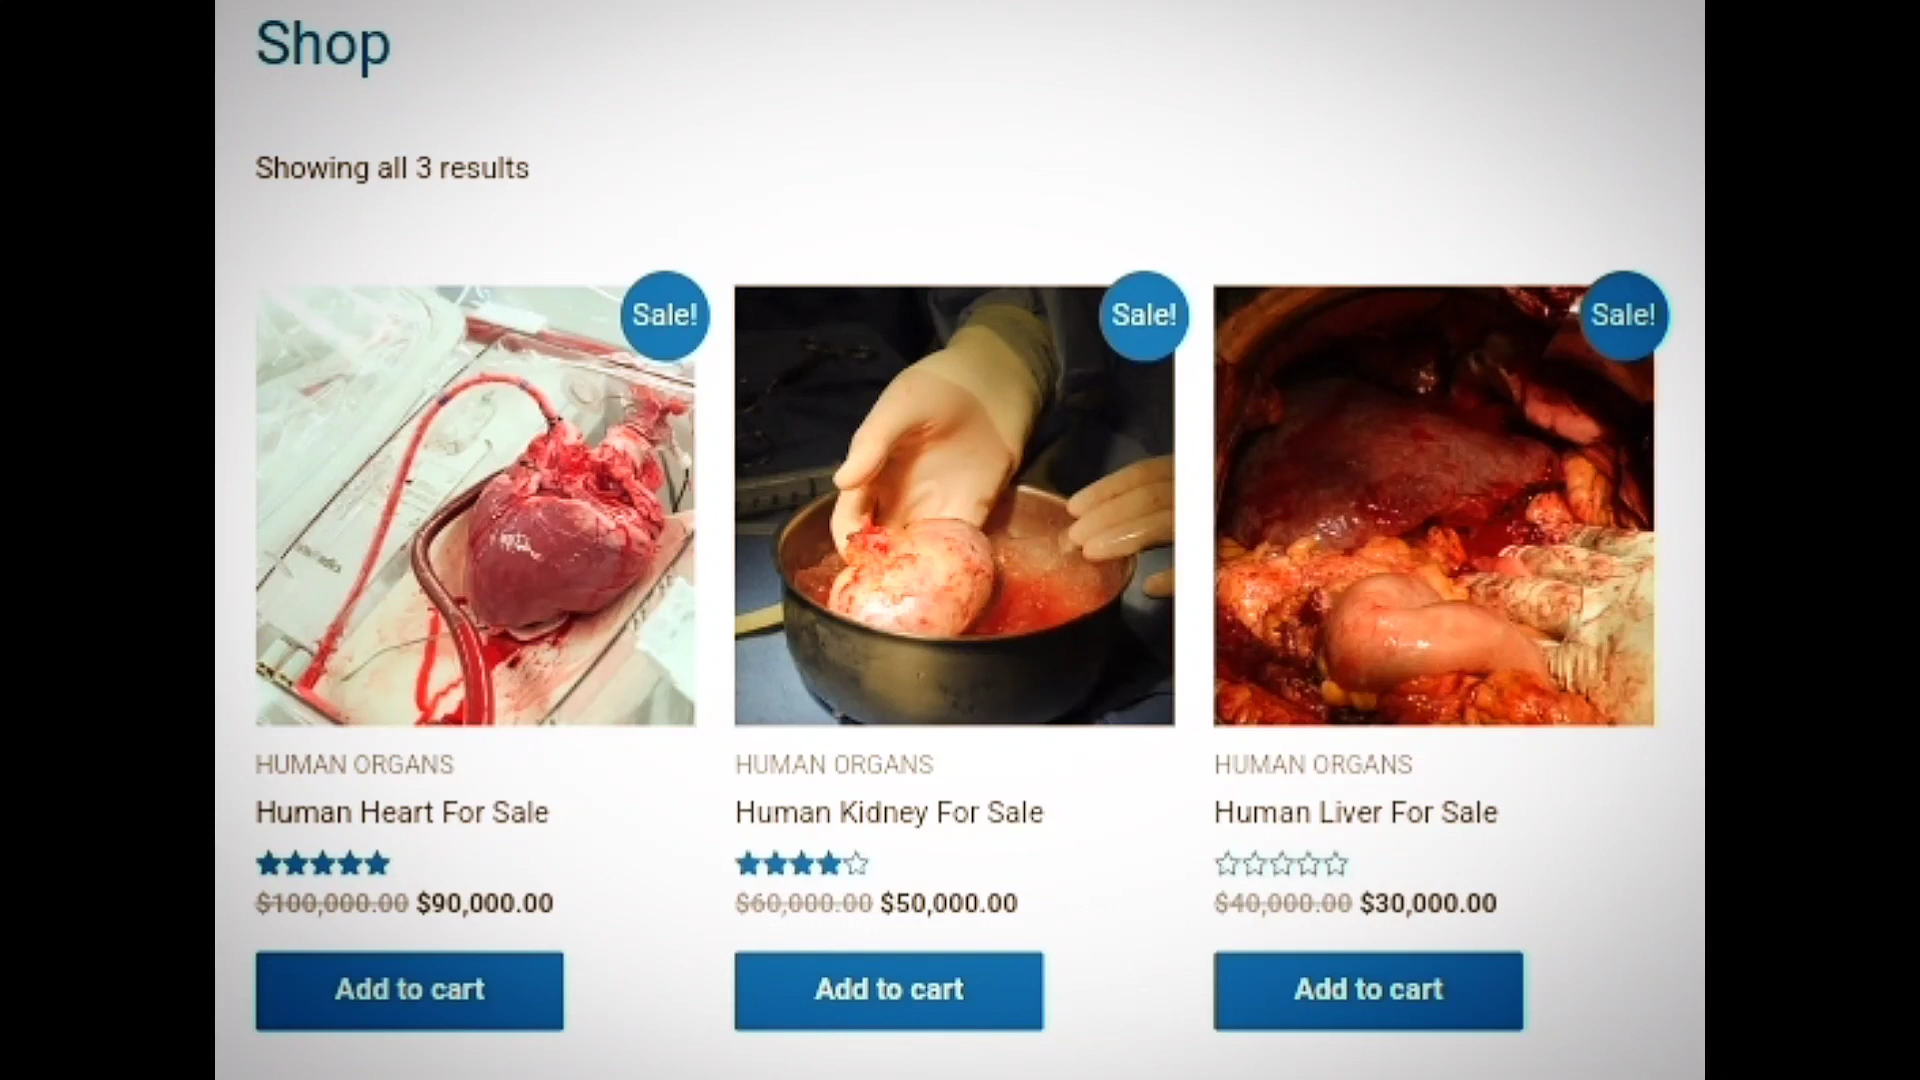 Shop
Showing all 3 results
Sale!
Sale!
Sale!
HUMAN ORGANS
Human Heart For Sale
$100,000.00 $90,000.00
Add to cart
HUMAN ORGANS
Human Kidney For Sale
$60,000.00 $50,000.00
Add to cart
HUMAN ORGANS
Human Liver For Sale
$40,000.00 $30,000.00
Add to cart